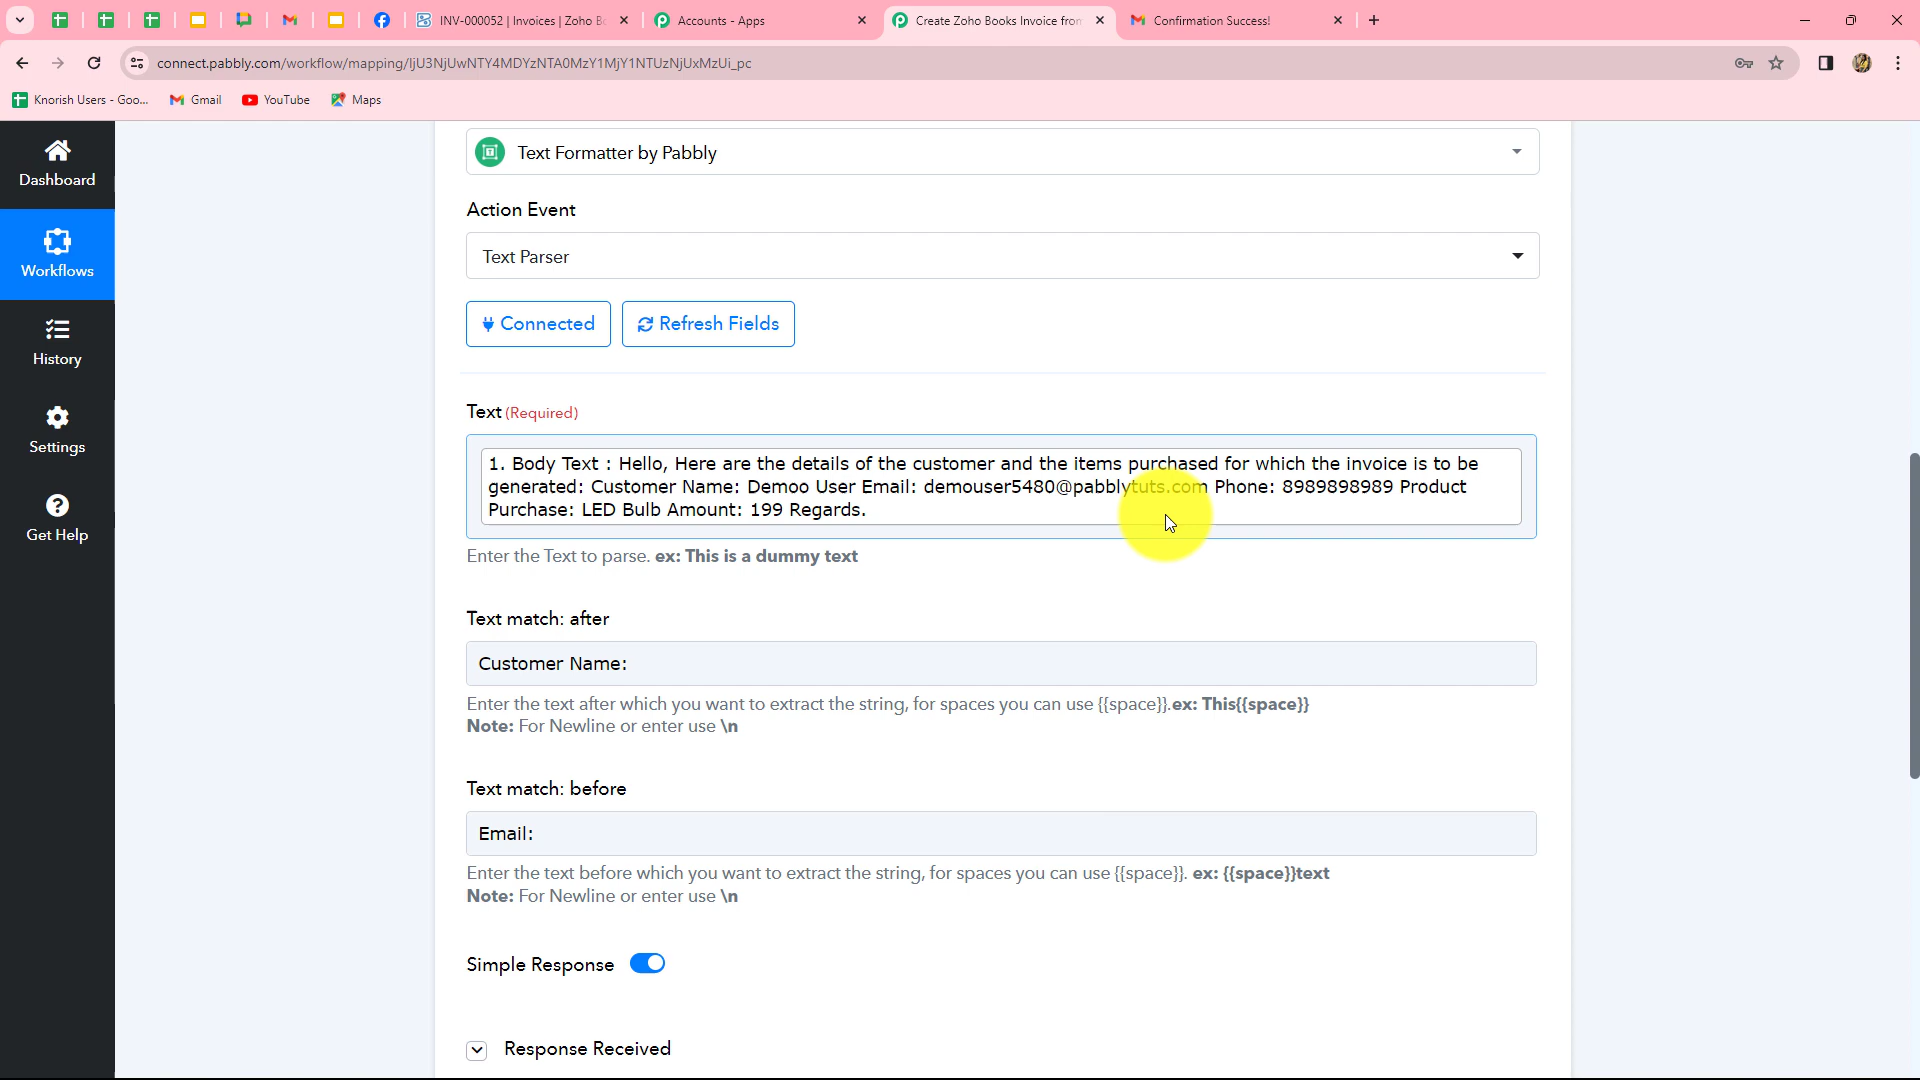 INV-000052 | Invoices | Zoho B
Accounts - Apps
Create Zoho Books Invoice from
Confirmation Success!
connect.pabbly.com/workflow/mapping/IjU3NjUwNTY4MDYzNTA0MzY1MjY1NTUzNjUxMzUi_pc
Knorish Users - Goo...
Gmail
YouTube
Maps
Dashboard
Workflows
History
Settings
Get Help
Text Formatter by Pabbly
Action Event
Text Parser
Connected
Refresh Fields
Text (Required)
1. Body Text : Hello, Here are the details of the customer and the items purchased for which the invoice is to be
generated: Customer Name: Demoo User Email: demouser5480@pabblytuts.com Phone: 8989898989 Product
Purchase: LED Bulb Amount: 199 Regards.
Enter the Text to parse. ex: This is a dummy text
Text match: after
Customer Name:
Enter the text after which you want to extract the string, for spaces you can use {{space}}.ex: This{{space}}
Note: For Newline or enter use \n
Text match: before
Email:
Enter the text before which you want to extract the string, for spaces you can use {{space}}. ex: {{space}}text
Note: For Newline or enter use \n
Simple Response
Response Received